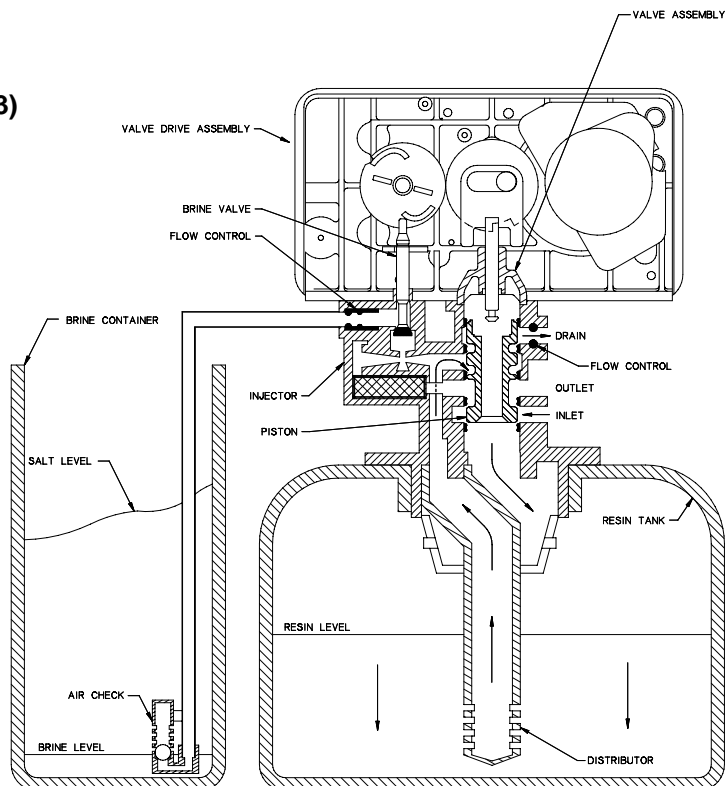 VALVE ASSEMBLY
3)
VALVE DRIVE ASSEMBLY
BRINE VALVE
FLOW CONTROL
BRINE CONTAINER
DRAIN
FLOW CONTROL
OUTLET
INJECTOR
INLET
PISTON
SALT LEVEL
RESIN TANK
RESIN LEVEL
AIR CHECK
BRINE LEVEL
DISTRIBUTOR